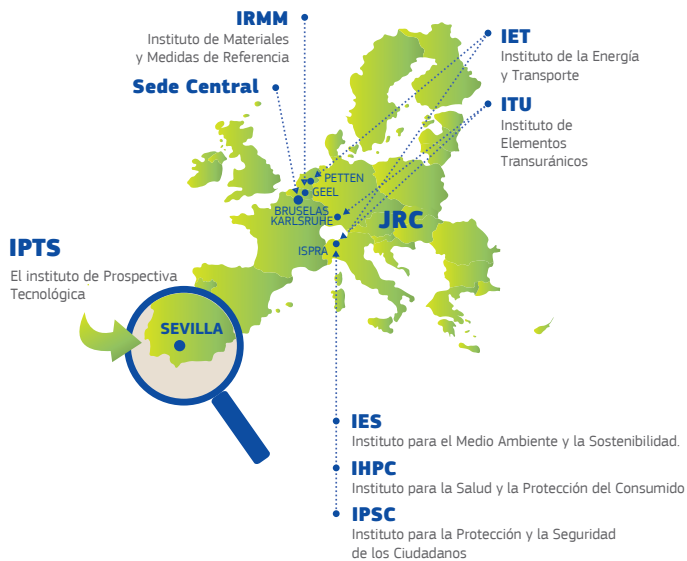 IRMM
Instituto de Materiales
y Medidas de Referencia
Sede Central
IET
Instituto de la Energía
y Transporte
ITU
Instituto de
Elementos
Transuránicos
PETTEN
GEEL
BRUSELAS
KARLSRUHE
JRC
ISPRA
IPTS
El instituto de Prospectiva
Tecnológica
SEVILLA
IES
Instituto para el Medio Ambiente y la Sostenibilidad.
IHPC
Instituto para la Salud y la Protección del Consumido
IPSC
Instituto para la Protección y la Seguridad
de los Ciudadanos